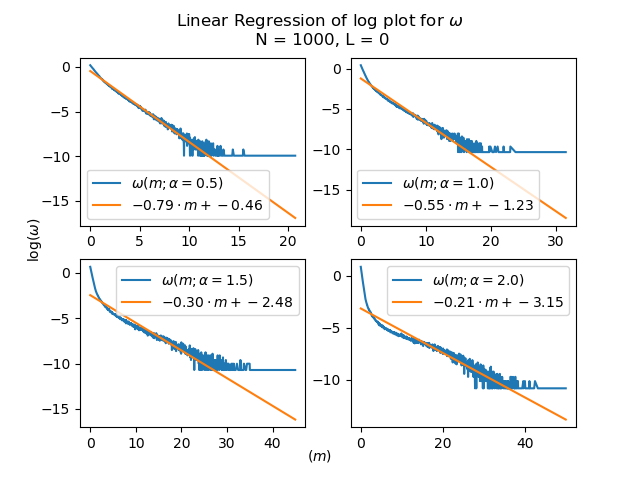 Linear Regression of log plot for ω
N = 1000, L = 0
log(ω)
0
−5
−10
−15
ω(m; α = 0.5)
−0.79 · m + −0.46
0 5 10 15 20
0
−5
−10
−15
ω(m; α = 1.0)
−0.55 · m + −1.23
0 10 20 30
0
−5
−10
−15
ω(m; α = 1.5)
−0.30 · m + −2.48
0 10 20 30 40
0
−5
−10
ω(m; α = 2.0)
−0.21 · m + −3.15
0 20 40
(m)